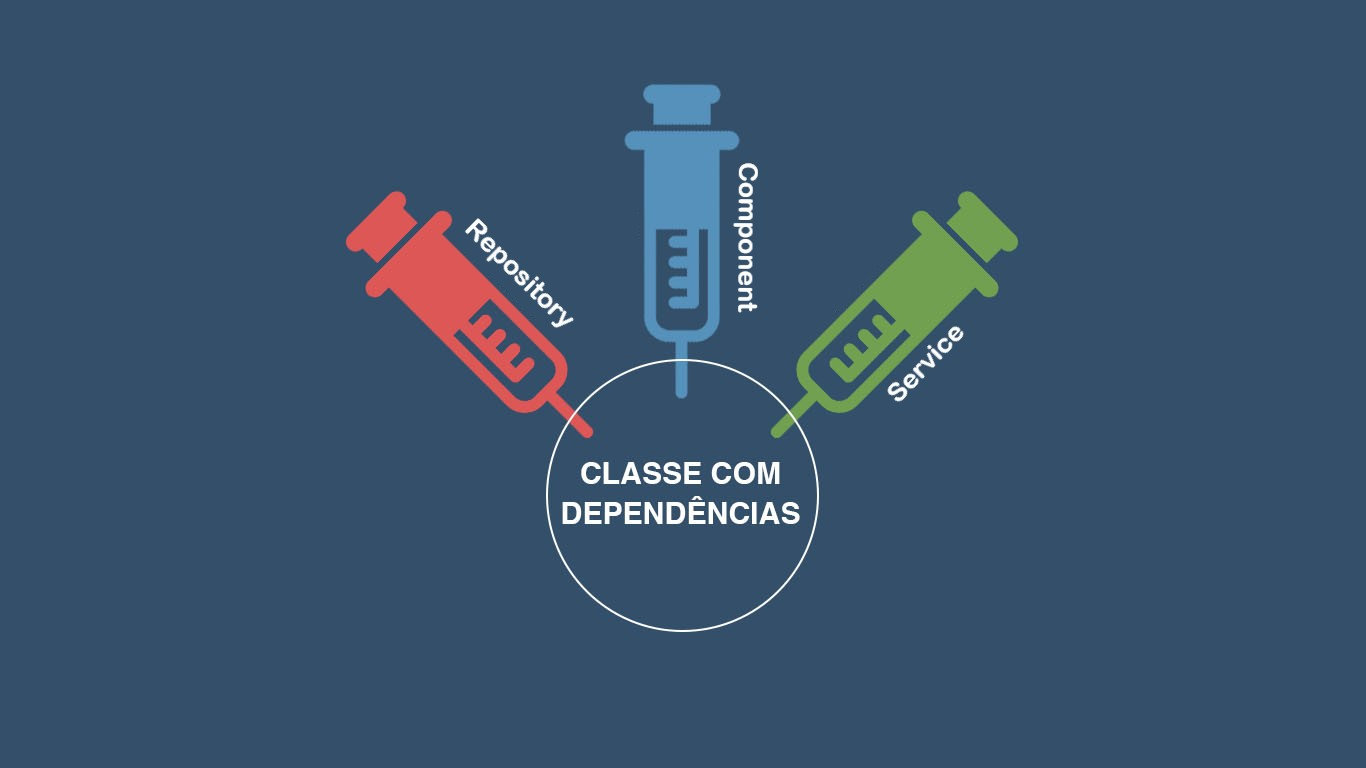 Repository
Component
Service
CLASSE COM
DEPENDÊNCIAS